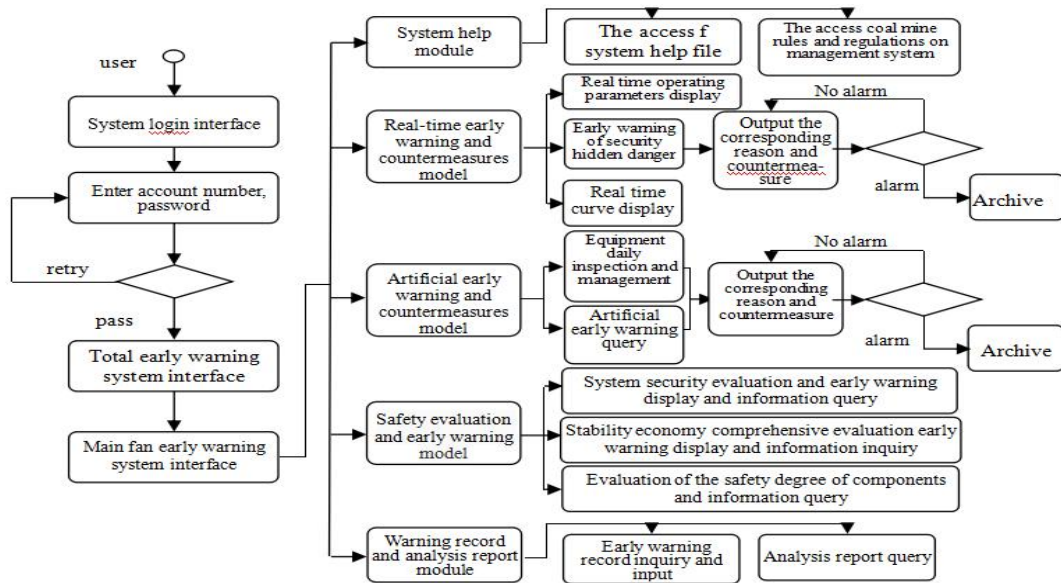 user
System login interface
Enter account number,
password
retry
pass
Total early warning
system interface
Main fan early warning
system interface
System help
module
The access f
system help file
The access coal mine
rules and regulations on
management system
Real-time early
warning and
countermeasures model
Real time operating
parameters display
Early warning
of security
hidden danger
Real time
curve display
Output the
corresponding
reason and
countermea-
sure
No alarm
alarm
Archive
Artificial early
warning and
countermeasures model
Equipment
daily
inspection and
management
Artificial
early warning
query
Output the
corresponding
reason and
countermeasure
No alarm
alarm
Archive
Safety evaluation
and early warning
model
System security evaluation and early warning
display and information query
Stability economy comprehensive evaluation early
warning display and information inquiry
Evaluation of the safety degree of components
and information query
Warning record
and analysis report
module
Early warning
record inquiry and
input
Analysis report query